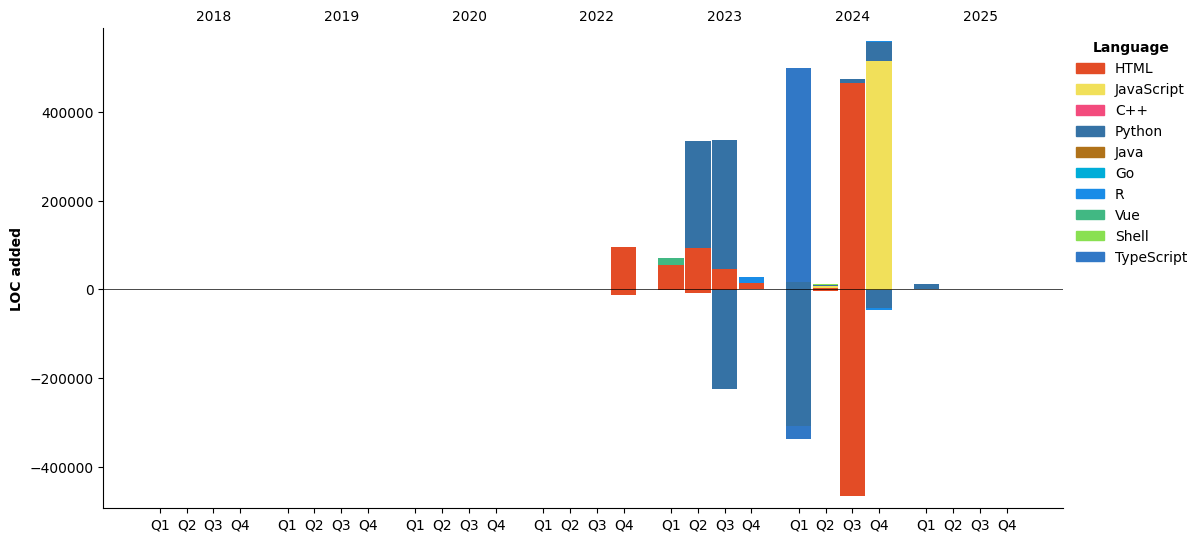 2018 2019 2020 2022 2023 2024 2025
Language
HTML
JavaScript
C++
Python
Java
Go
R
Vue
Shell
TypeScript
LOC added
400000
200000
0
−200000
−400000
Q1 Q2 Q3 Q4 Q1 Q2 Q3 Q4 Q1 Q2 Q3 Q4 Q1 Q2 Q3 Q4 Q1 Q2 Q3 Q4 Q1 Q2 Q3 Q4 Q1 Q2 Q3 Q4